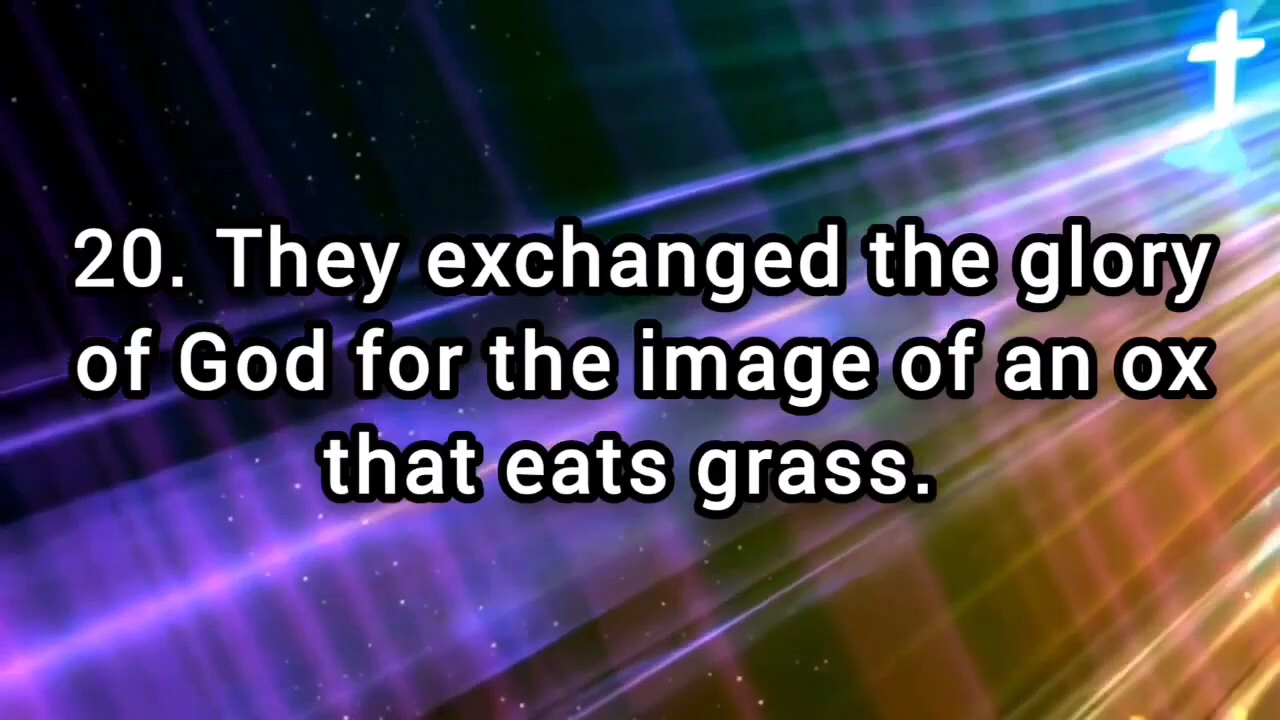 20. They exchanged the glory
of God for the image of an ox
that eats grass.